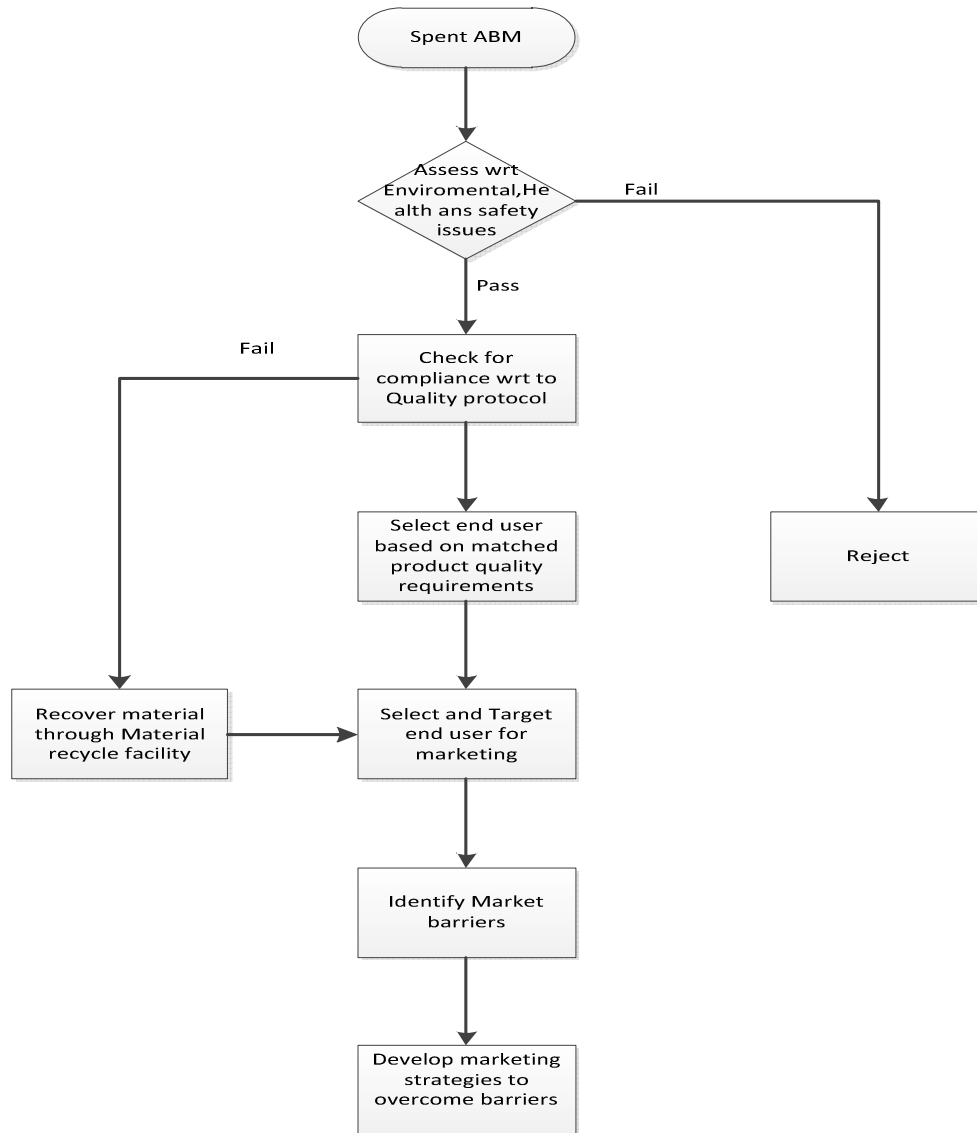 Spent ABM
Assess wrt
Enviromental,He
alth ans safety
issues
Fail
Pass
Fail
Check for
compliance wrt to
Quality protocol
Select end user
based on matched
product quality
requirements
Reject
Recover material
through Material
recycle facility
Select and Target
end user for
marketing
Identify Market
barriers
Develop marketing
strategies to
overcome barriers